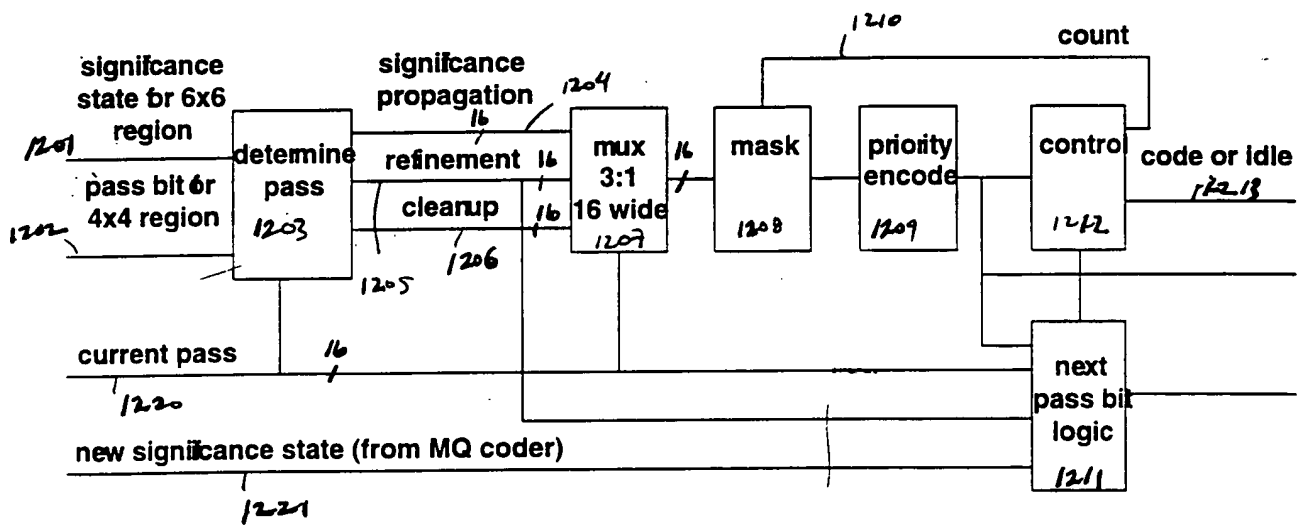 1210
count
signifcance
state for 6x6
region
1201
pass bit for
4x4 region
1202
determine
pass
1203
signifcance
propagation
1204
16
refinement
16
cleanup
16
1205
1206
mux
3:1
16 wide
1207
16
mask
1208
priority
encode
1209
control
1212
code or idle
1213
current pass
16
1220
new significance state (from MQ coder)
1221
next
pass bit
logic
1211